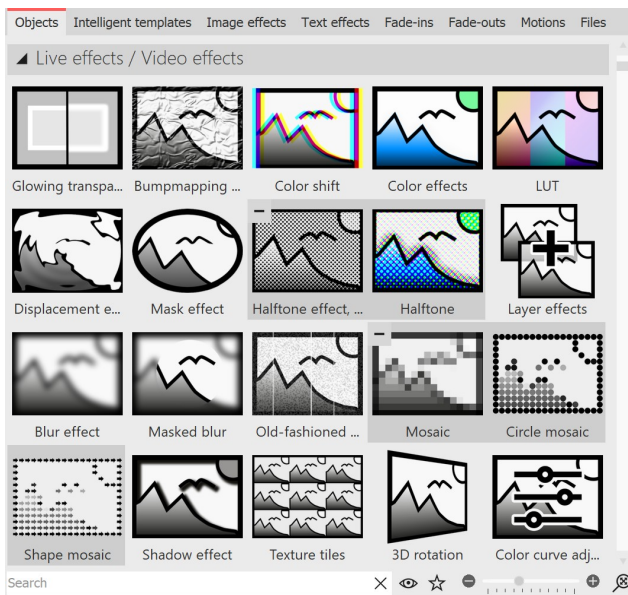 Objects Intelligent templates Image effects Text effects Fade-ins Fade-outs Motions Files
Live effects / Video effects
Glowing transpa... Bumpmapping ... Color shift Color effects LUT
Displacement e... Mask effect Halftone effect, ... Halftone Layer effects
Blur effect Masked blur Old-fashioned ... Mosaic Circle mosaic
Shape mosaic Shadow effect Texture tiles 3D rotation Color curve adj...
Search